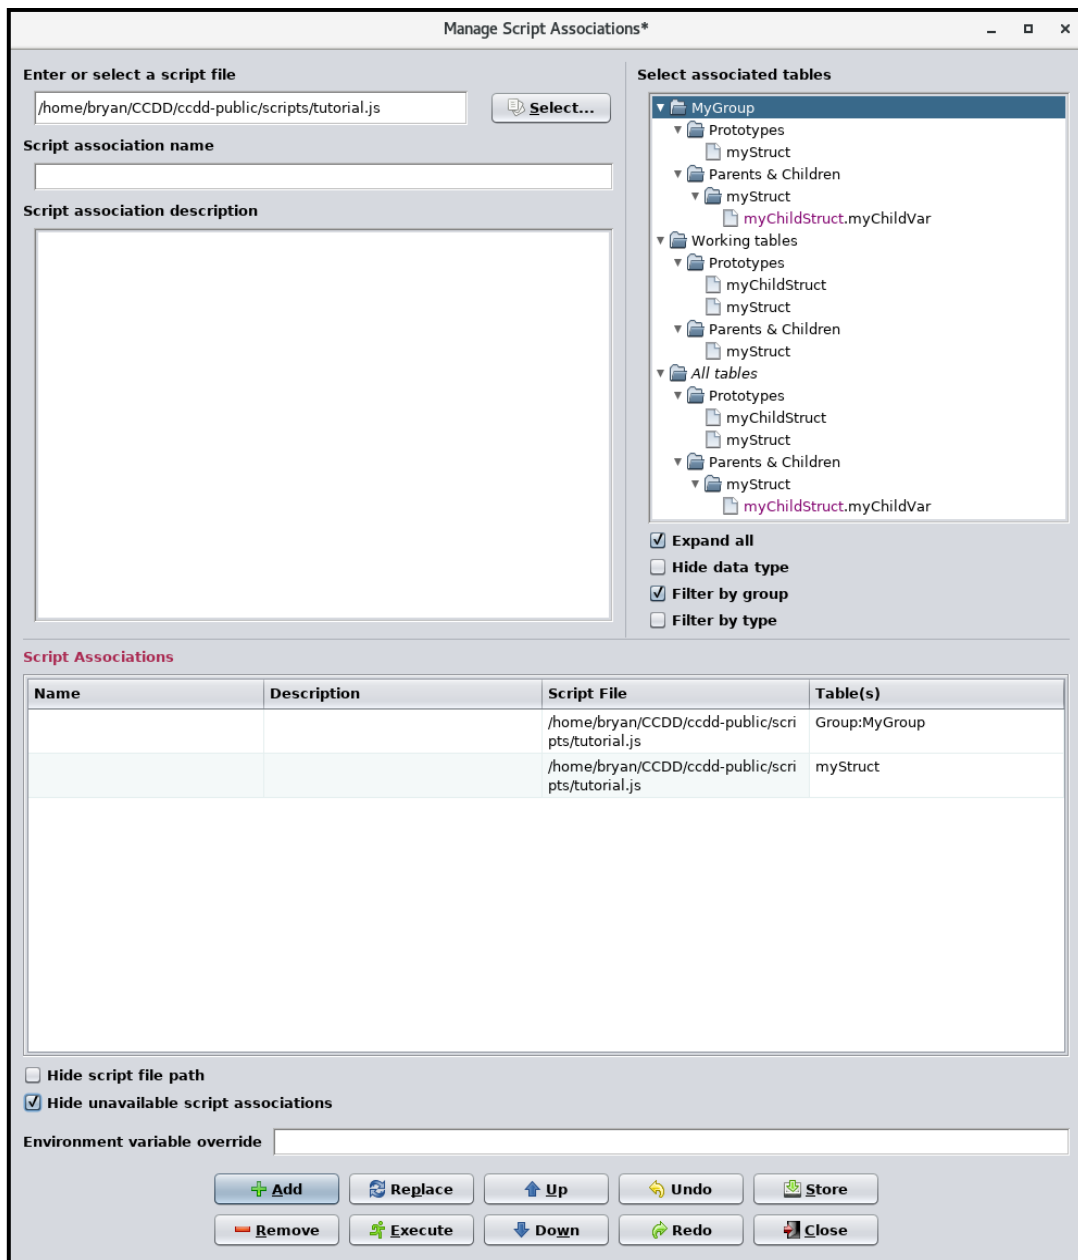 Manage Script Associations*
Enter or select a script file
/home/bryan/CCDD/ccdd-public/scripts/tutorial.js
Select...
Script association name
Script association description
Select associated tables
MyGroup
Prototypes
myStruct
Parents & Children
myStruct
myChildStruct.myChildVar
Working tables
Prototypes
myChildStruct
myStruct
Parents & Children
myStruct
All tables
Prototypes
myChildStruct
myStruct
Parents & Children
myStruct
myChildStruct.myChildVar
Expand all
Hide data type
Filter by group
Filter by type
Script Associations
Name Description Script File Table(s)
/home/bryan/CCDD/ccdd-public/scri Group:MyGroup
pts/tutorial.js
/home/bryan/CCDD/ccdd-public/scri myStruct
pts/tutorial.js
Hide script file path
Hide unavailable script associations
Environment variable override
Add Replace Up Undo Store
Remove Execute Down Redo Close